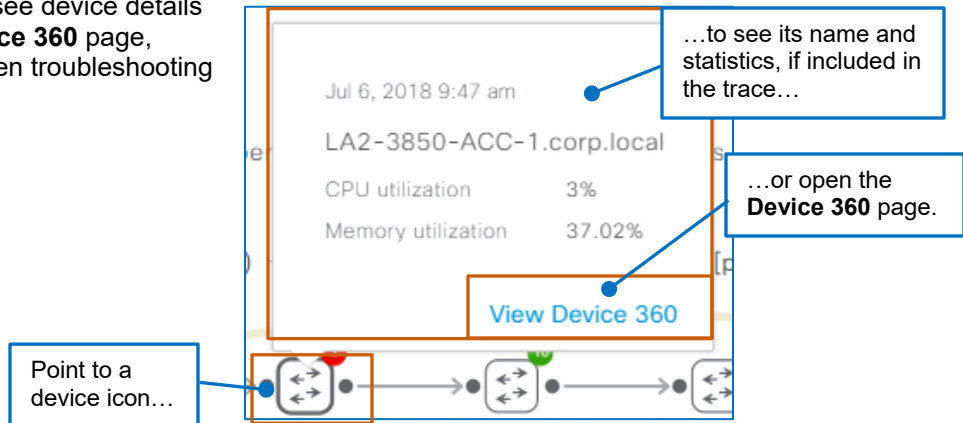 see device details
ce 360 page,
en troubleshooting
…to see its name and
statistics, if included in
the trace…
Jul 6, 2018 9:47 am
LA2-3850-ACC-1.corp.local
CPU utilization 3%
Memory utilization 37.02%
…or open the
Device 360 page.
View Device 360
Point to a
device icon…